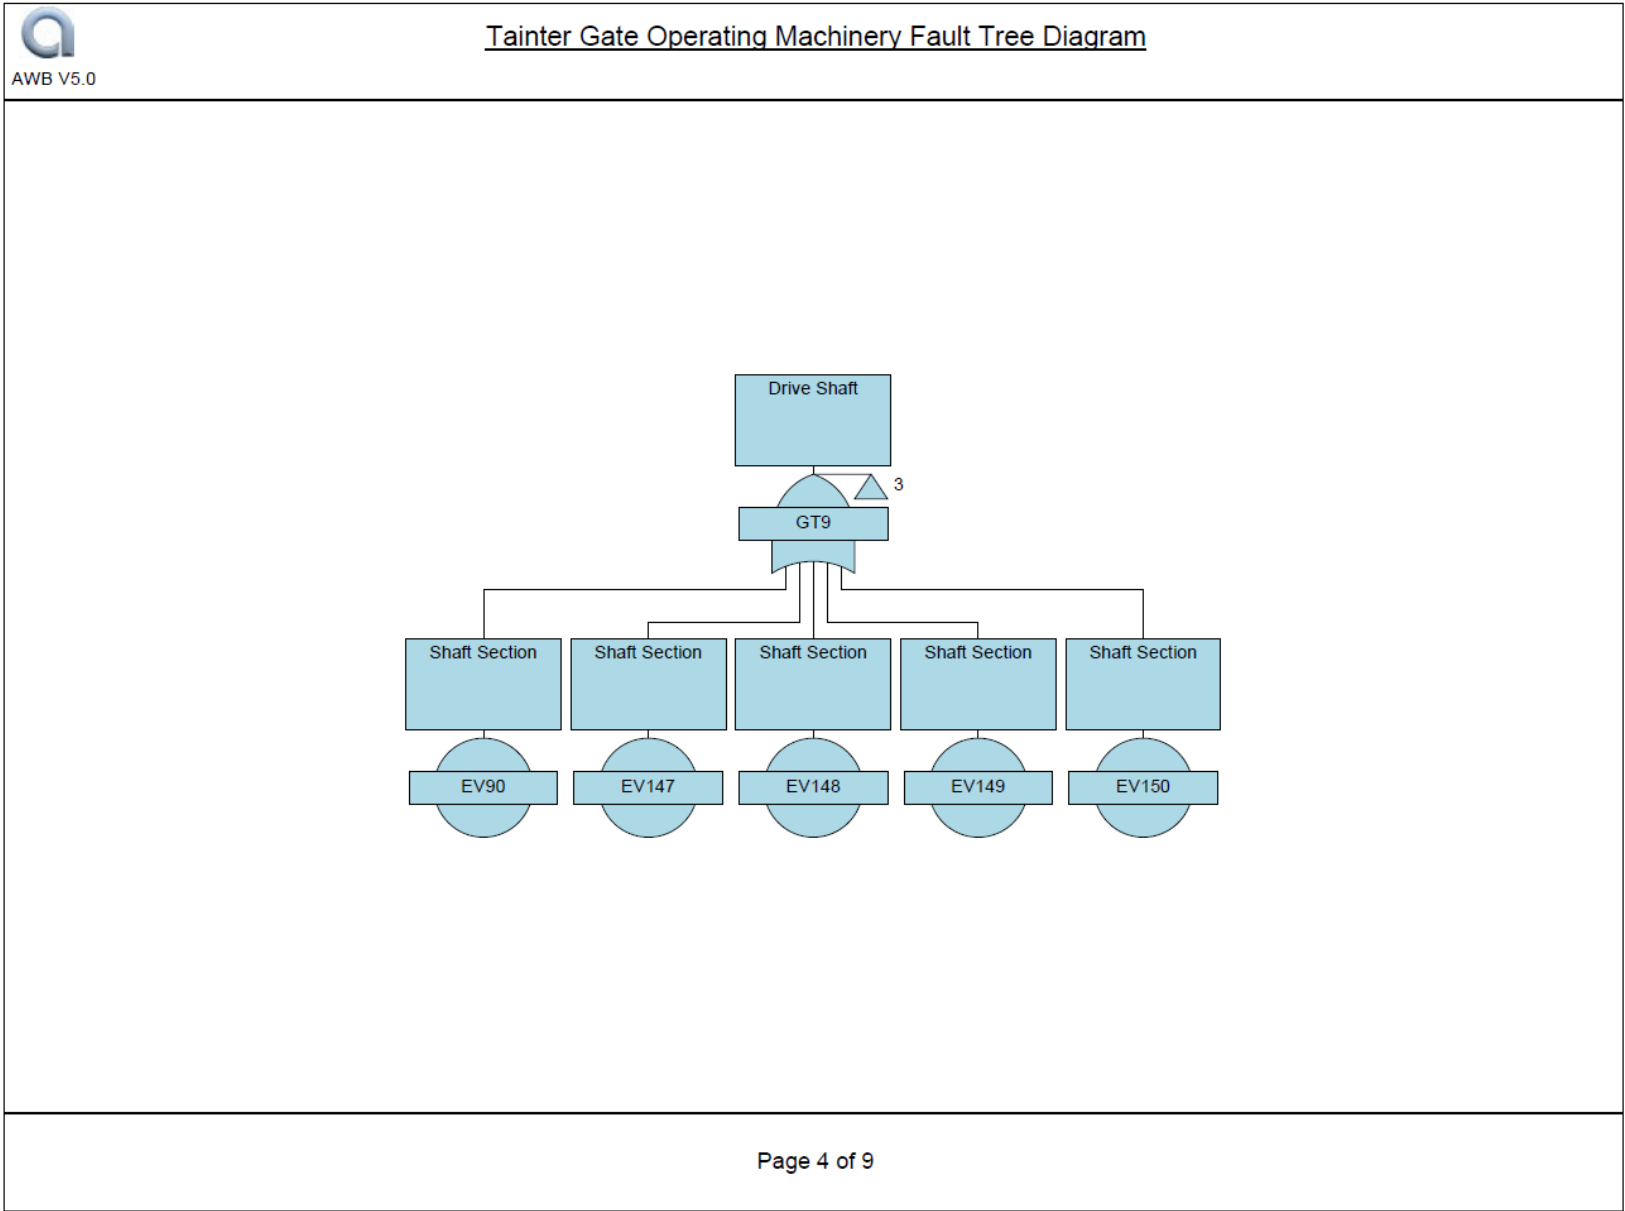 Tainter Gate Operating Machinery Fault Tree Diagram
AWB V5.0
Drive Shaft
3
GT9
Shaft Section
Shaft Section
Shaft Section
Shaft Section
Shaft Section
EV90
EV147
EV148
EV149
EV150
Page 4 of 9